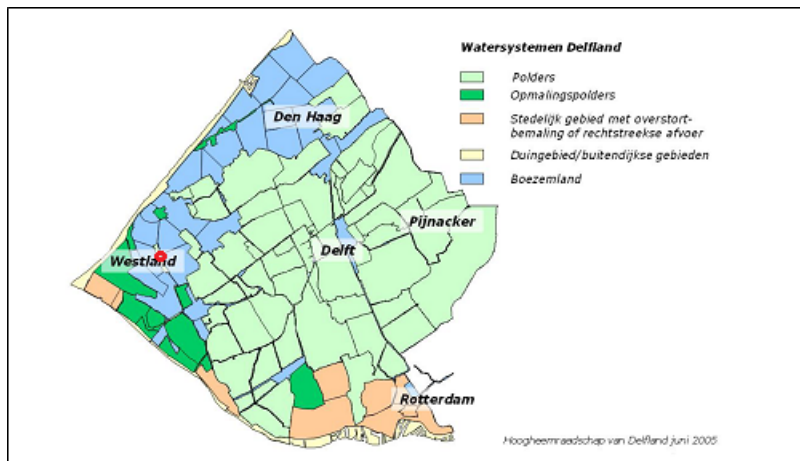 Watersystemen Delfland
Polders
Opmalingspolders
Stedelijk gebied met overstort-
bemaling of rechtstreekse afvoer
Duingebied/buitendijkse gebieden
Boezemland
Den Haag
Pijnacker
Delft
Westland
Rotterdam
Hoogheemraadschap van Delfland juni 2005